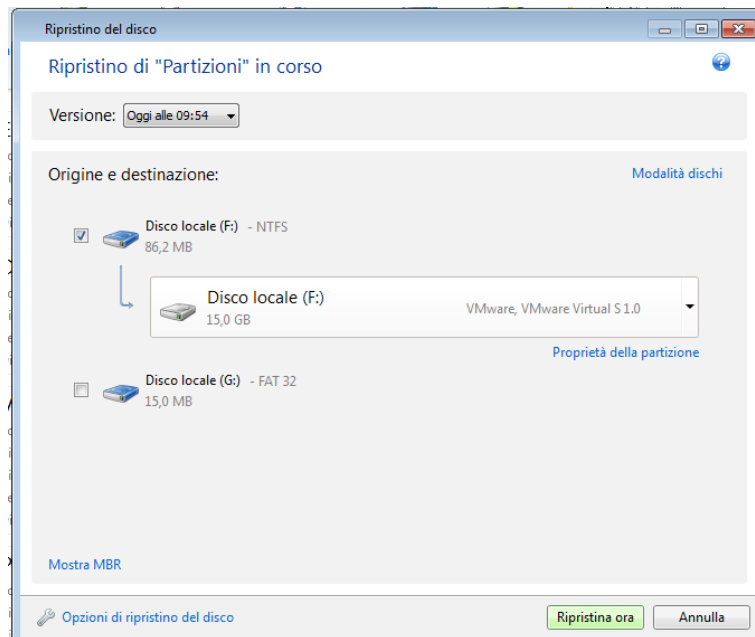 Ripristino del disco
Ripristino di "Partizioni" in corso
Versione: Oggi alle 09:54
Origine e destinazione:
Modalità dischi
Disco locale (F:) - NTFS
86,2 MB
Disco locale (F:)
15,0 GB
VMware, VMware Virtual S 1.0
Proprietà della partizione
Disco locale (G:) - FAT 32
15,0 MB
Mostra MBR
Opzioni di ripristino del disco
Ripristina ora
Annulla